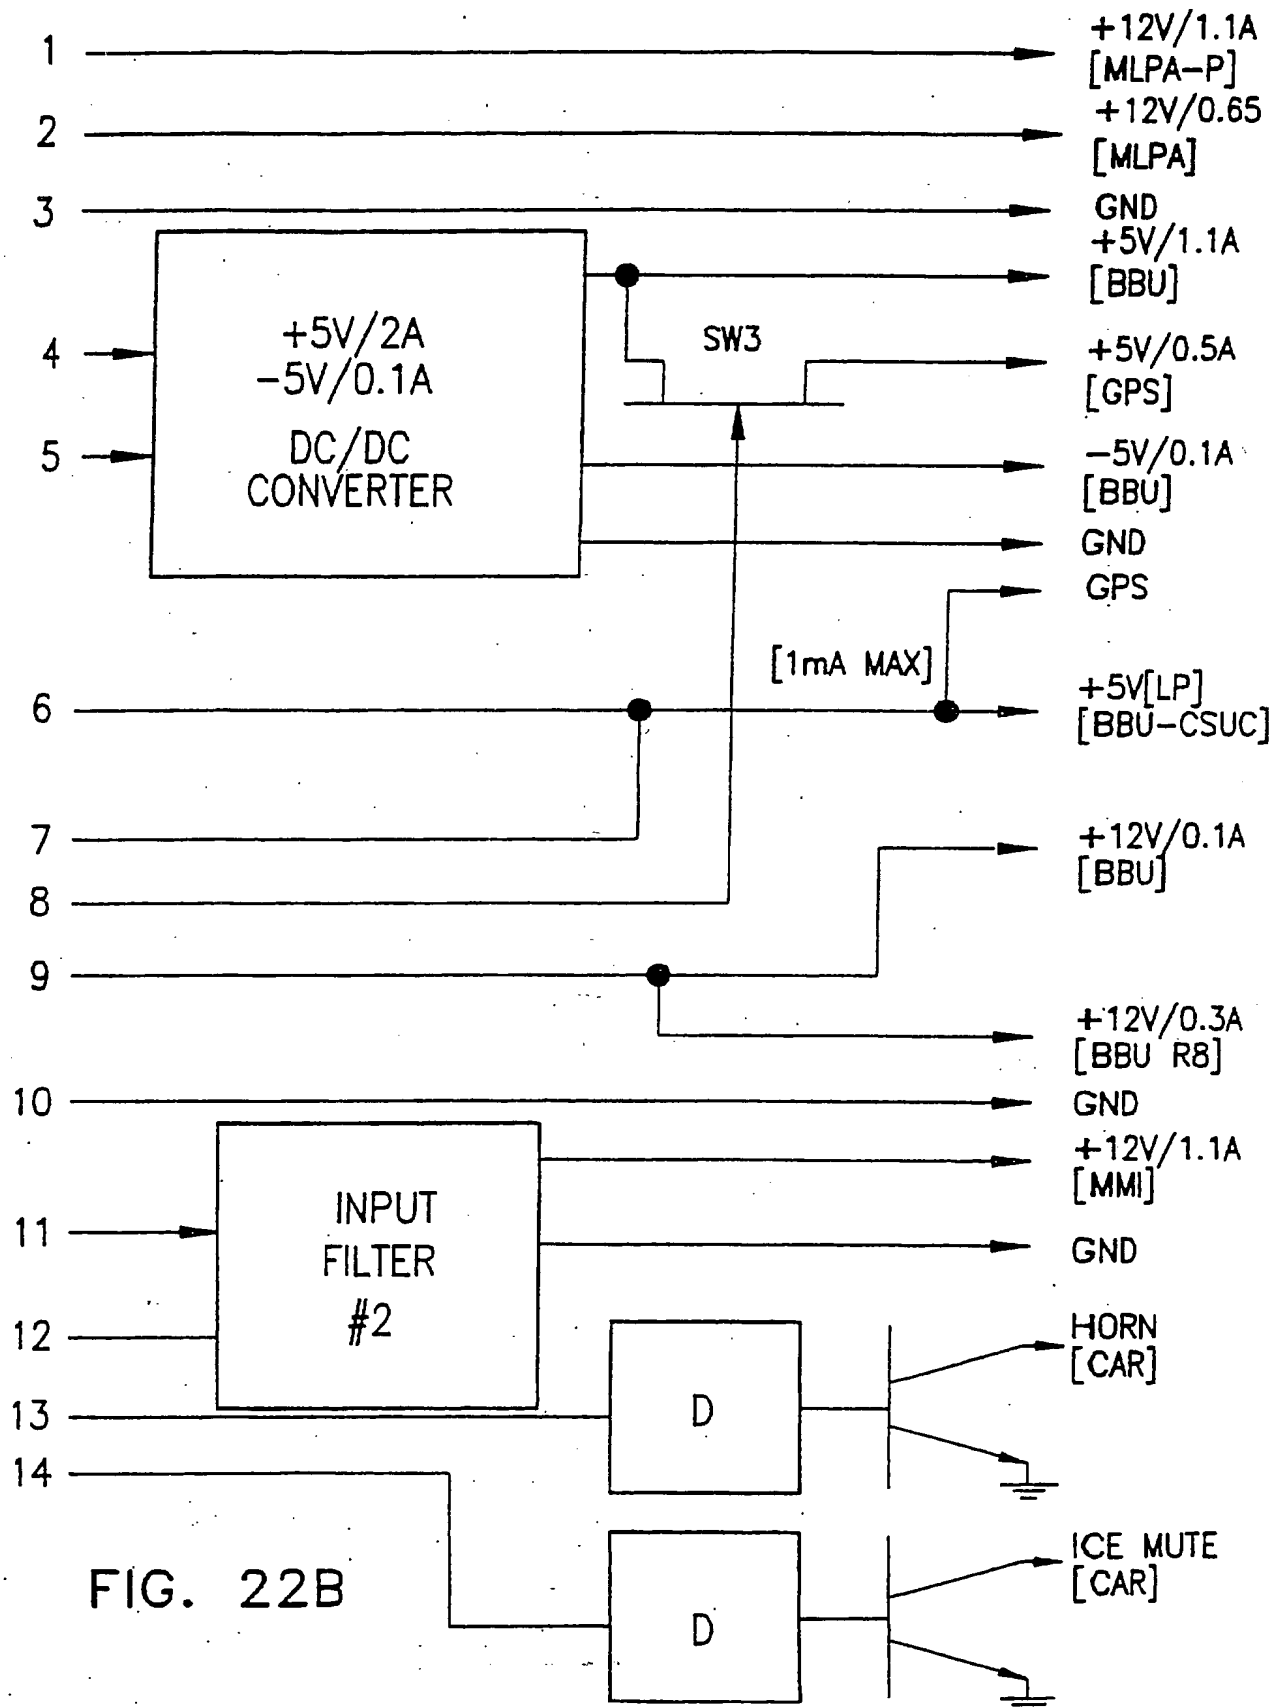 1
+12V/1.1A
[MLPA-P]
2
+12V/0.65
[MLPA]
3
GND
+5V/1.1A
[BBU]
+5V/2A
-5V/0.1A
DC/DC
CONVERTER
4
5
SW3
+5V/0.5A
[GPS]
-5V/0.1A
[BBU]
GND
GPS
[1mA MAX]
6
+5V[LP]
[BBU-CSUC]
7
+12V/0.1A
[BBU]
8
9
+12V/0.3A
[BBU R8]
10
GND
+12V/1.1A
[MMI]
11
INPUT
FILTER
#2
GND
12
HORN
[CAR]
13
D
14
ICE MUTE
[CAR]
D
FIG. 22B